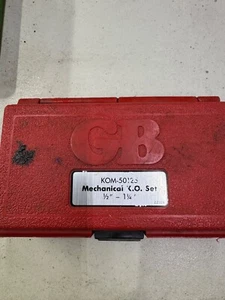 GB
KOM-50125
Mechanical K.O. Set
½" – 1¼"